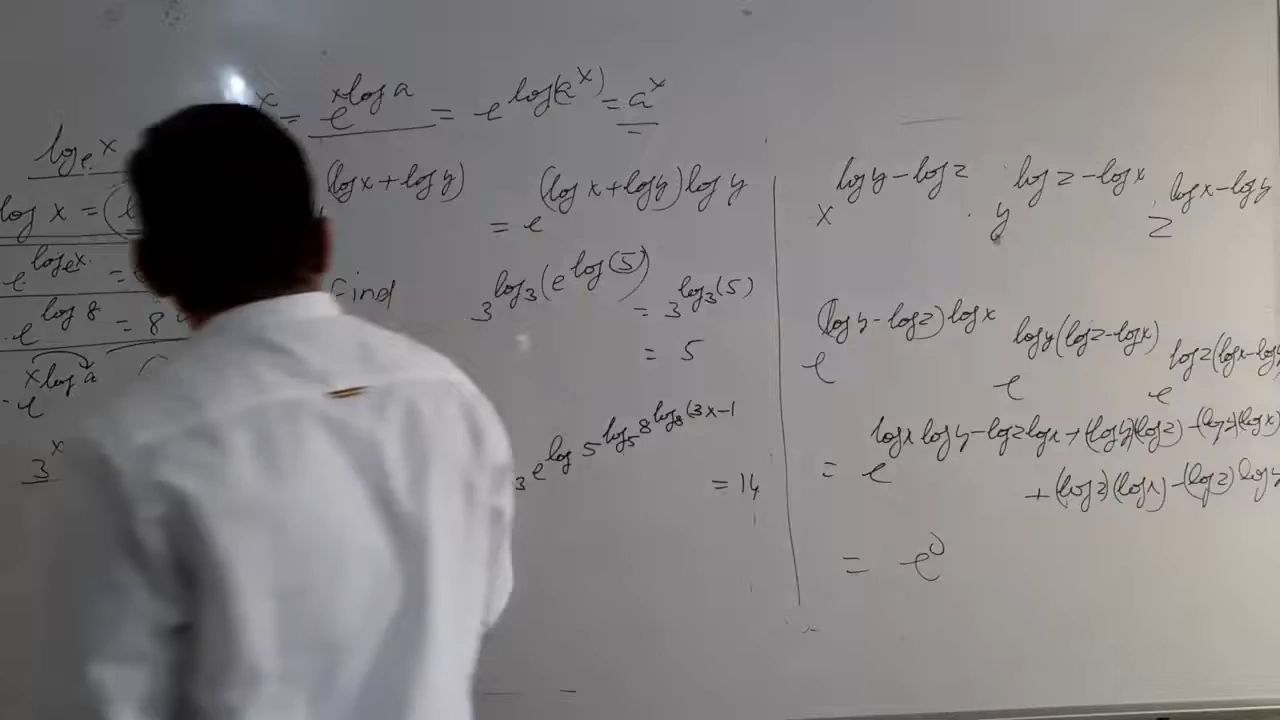 x = e^{x log a} = e^{log(a^x)} = a^x
log_e x
(log x + log y) = e^{(log x + log y) log y}
log x = (
e^{log_e x} =
find 3^{log_3(e^{log(5)})} = 3^{log_3(5)}
= 5
e^{log 8} = 8
x log a
e
3^x
3 e^{log 5^{log_5 8^{log_8(3x-1}}}
= 14
x^{log y - log z} . y^{log z - log x} . z^{log x - log y}
e^{(log y - log z) log x} e^{log y (log z - log x)} e^{log z (log x - log y}
= e^{log x log y - log z log x + (log y)(log z) - (log y)(log x)
+ (log z)(log x) - (log z) log y}
= e^0